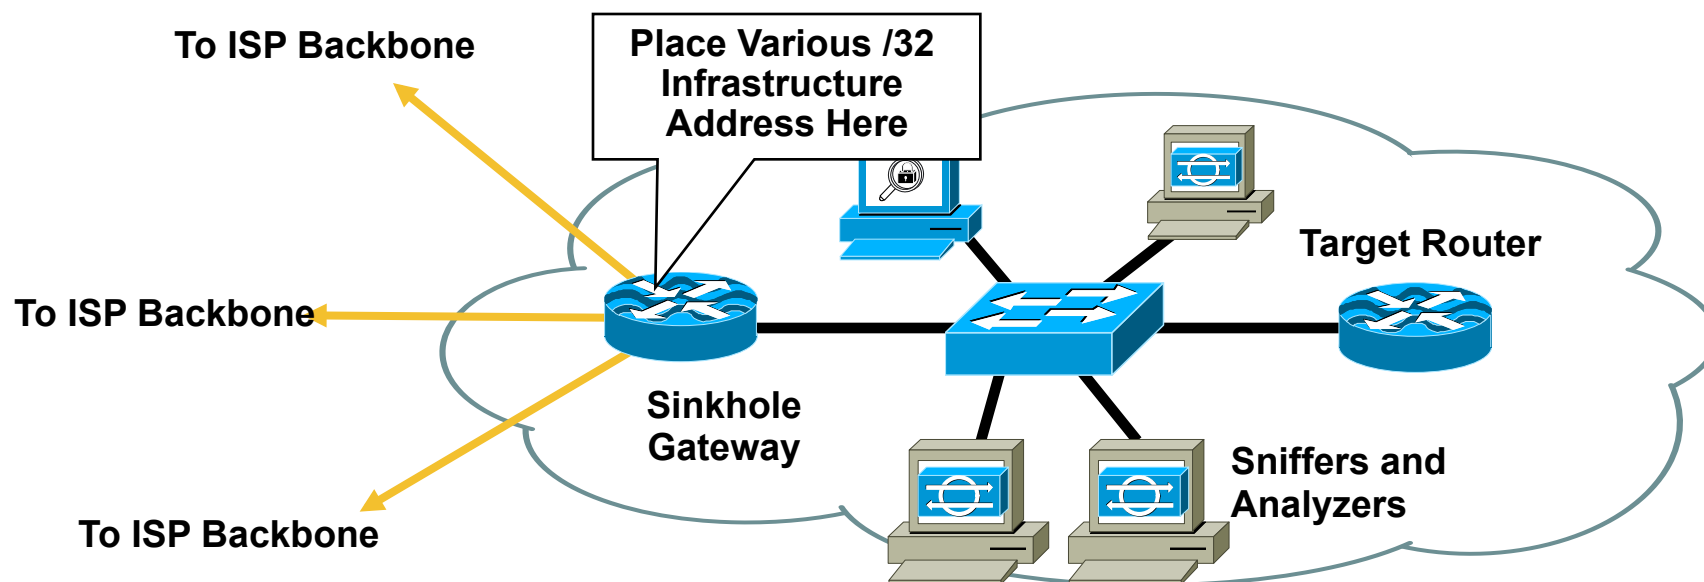 To ISP Backbone
Place Various /32
Infrastructure
Address Here
Target Router
To ISP Backbone
Sinkhole
Gateway
Sniffers and
Analyzers
To ISP Backbone